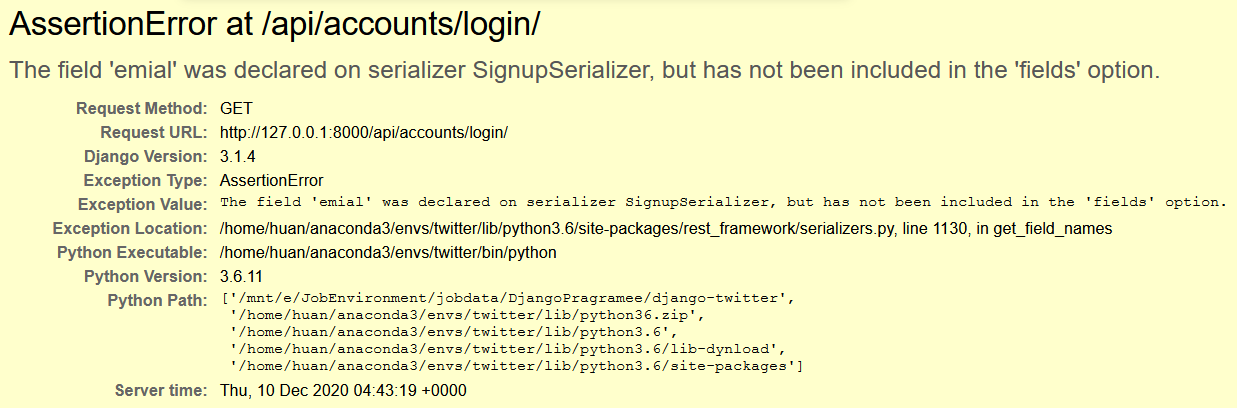 AssertionError at /api/accounts/login/
The field 'emial' was declared on serializer SignupSerializer, but has not been included in the 'fields' option.
Request Method: GET
Request URL: http://127.0.0.1:8000/api/accounts/login/
Django Version: 3.1.4
Exception Type: AssertionError
Exception Value: The field 'emial' was declared on serializer SignupSerializer, but has not been included in the 'fields' option.
Exception Location: /home/huan/anaconda3/envs/twitter/lib/python3.6/site-packages/rest_framework/serializers.py, line 1130, in get_field_names
Python Executable: /home/huan/anaconda3/envs/twitter/bin/python
Python Version: 3.6.11
Python Path: ['/mnt/e/JobEnvironment/jobdata/DjangoPragramee/django-twitter',
'/home/huan/anaconda3/envs/twitter/lib/python36.zip',
'/home/huan/anaconda3/envs/twitter/lib/python3.6',
'/home/huan/anaconda3/envs/twitter/lib/python3.6/lib-dynload',
'/home/huan/anaconda3/envs/twitter/lib/python3.6/site-packages']
Server time: Thu, 10 Dec 2020 04:43:19 +0000